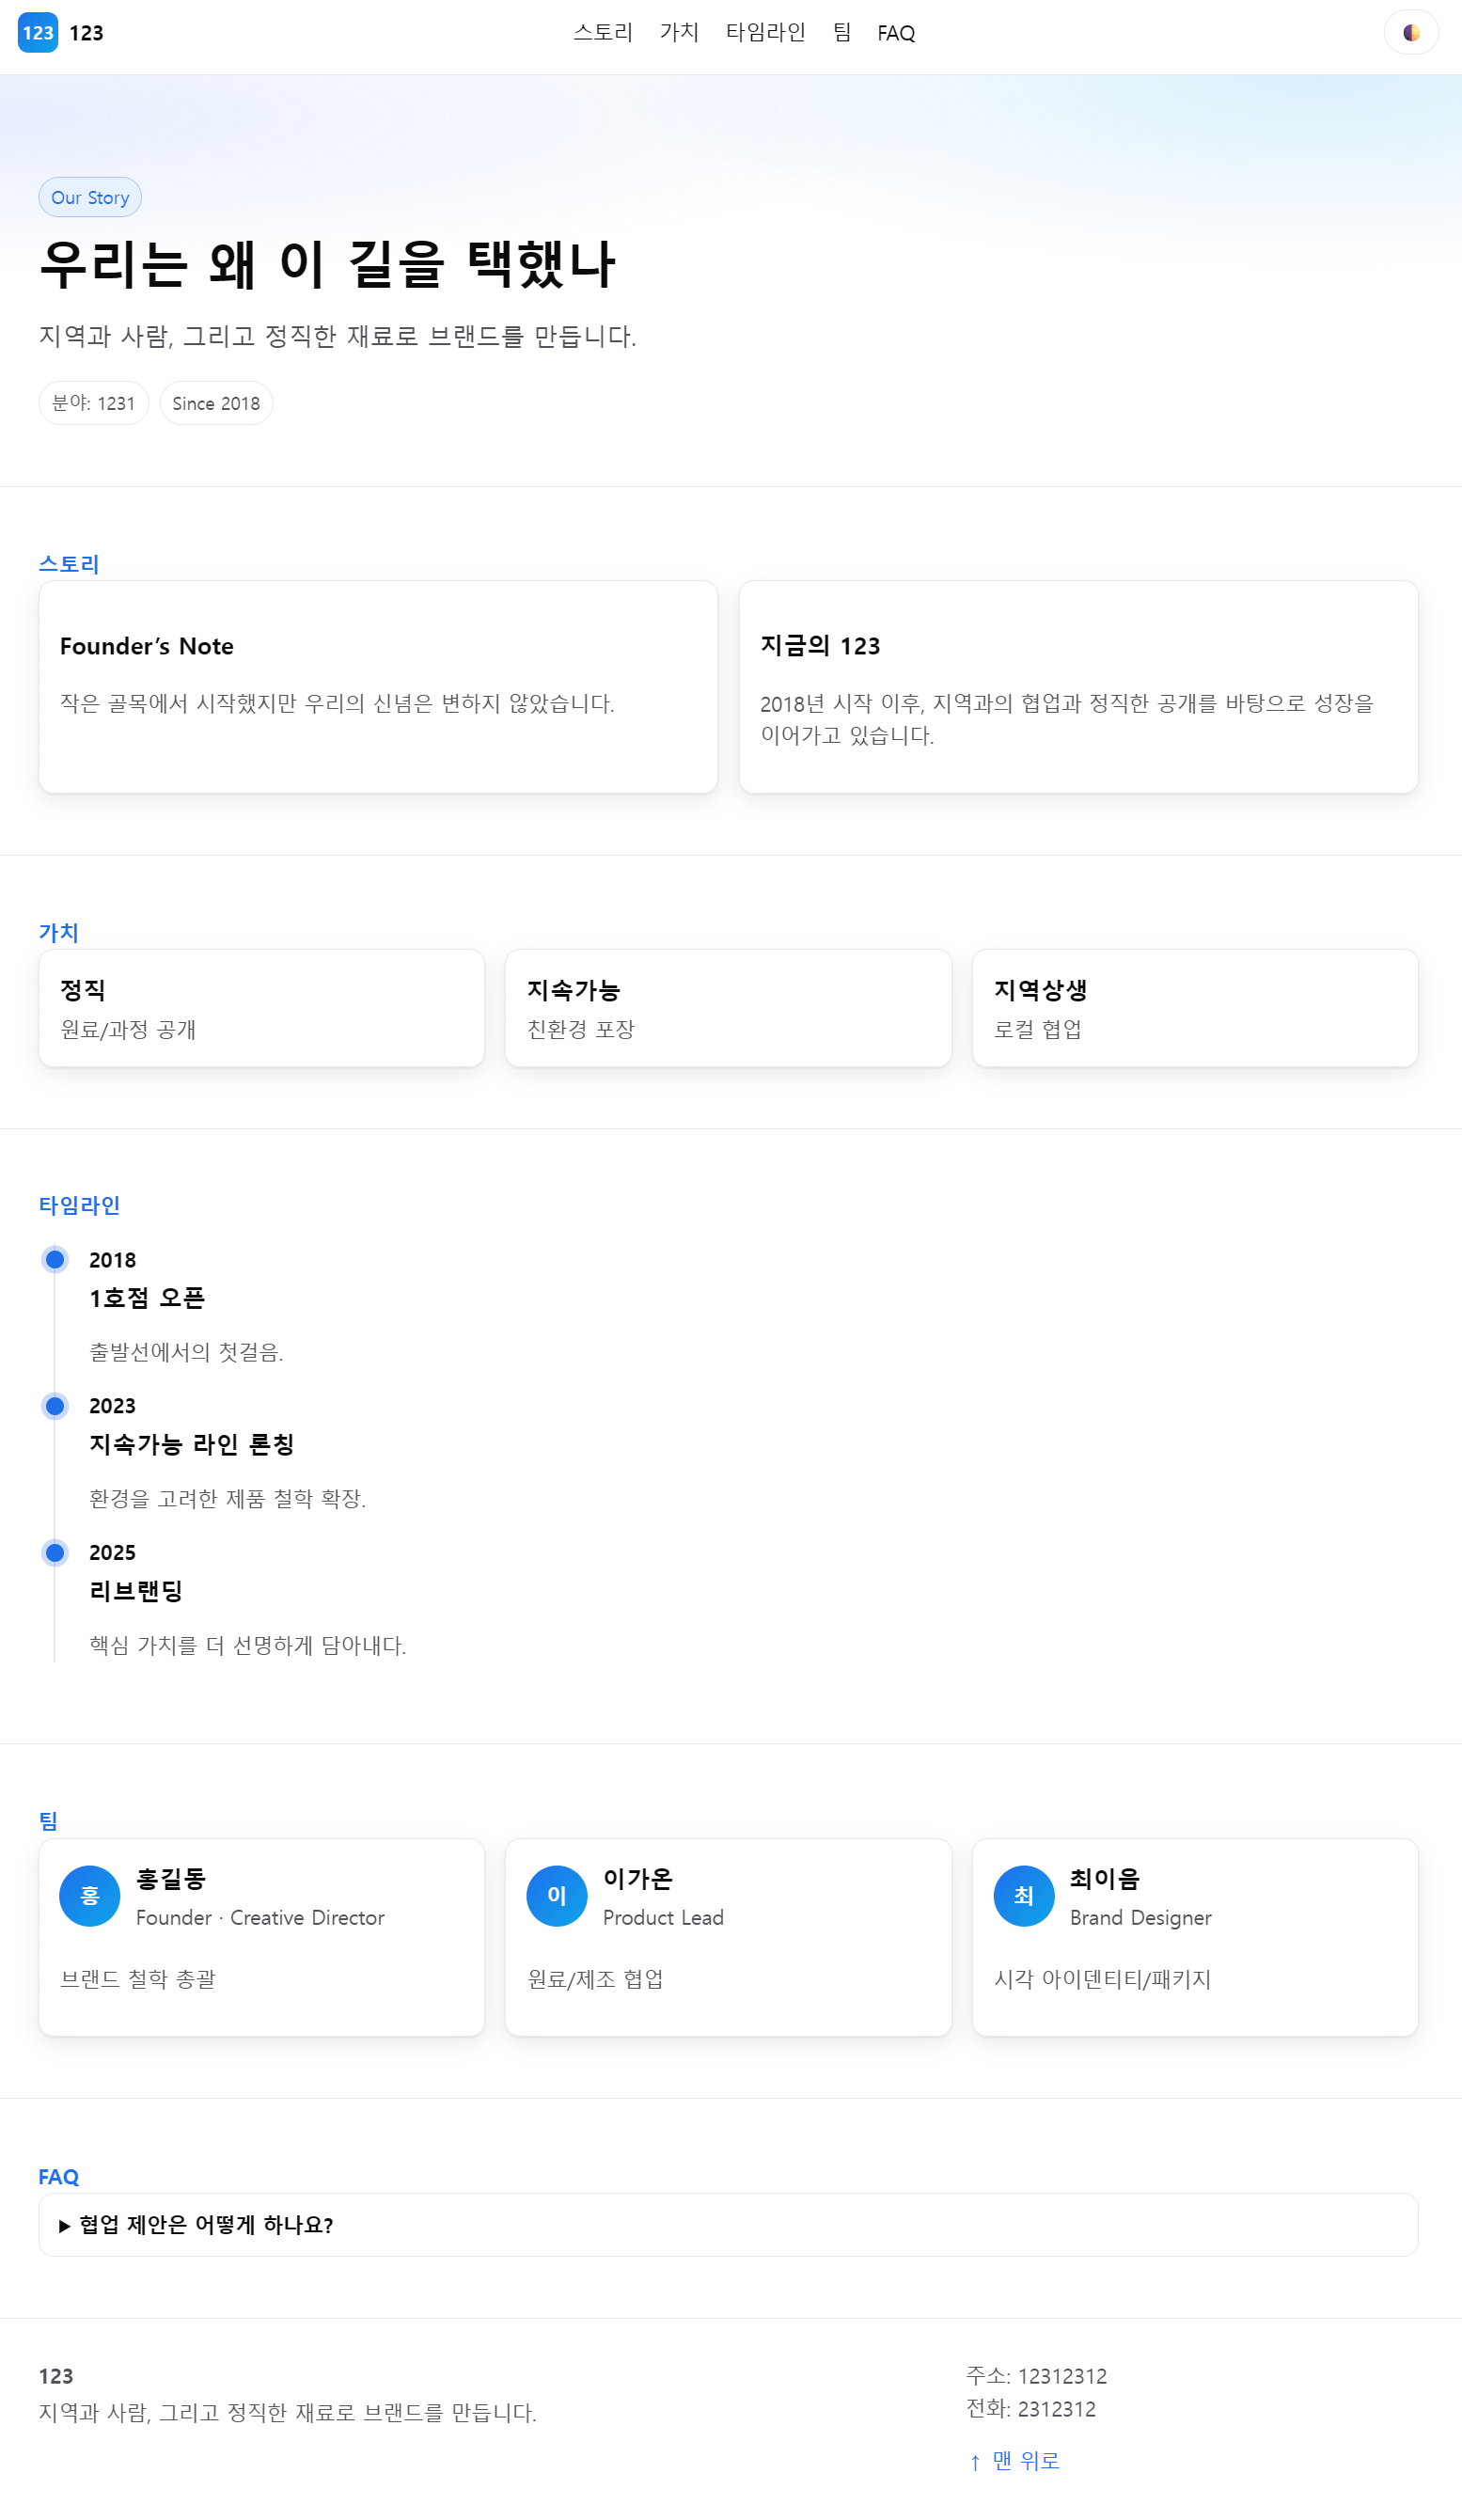 123 123 스토리 가치 타임라인 팀 FAQ
Our Story
우리는 왜 이 길을 택했나
지역과 사람, 그리고 정직한 재료로 브랜드를 만듭니다.
분야: 1231 Since 2018
스토리
Founder’s Note
작은 골목에서 시작했지만 우리의 신념은 변하지 않았습니다.
지금의 123
2018년 시작 이후, 지역과의 협업과 정직한 공개를 바탕으로 성장을
이어가고 있습니다.
가치
정직
원료/과정 공개
지속가능
친환경 포장
지역상생
로컬 협업
타임라인
2018
1호점 오픈
출발선에서의 첫걸음.
2023
지속가능 라인 론칭
환경을 고려한 제품 철학 확장.
2025
리브랜딩
핵심 가치를 더 선명하게 담아내다.
팀
홍
홍길동
Founder · Creative Director
브랜드 철학 총괄
이
이가온
Product Lead
원료/제조 협업
최
최이음
Brand Designer
시각 아이덴티티/패키지
FAQ
▶ 협업 제안은 어떻게 하나요?
123
지역과 사람, 그리고 정직한 재료로 브랜드를 만듭니다.
주소: 12312312
전화: 2312312
↑ 맨 위로